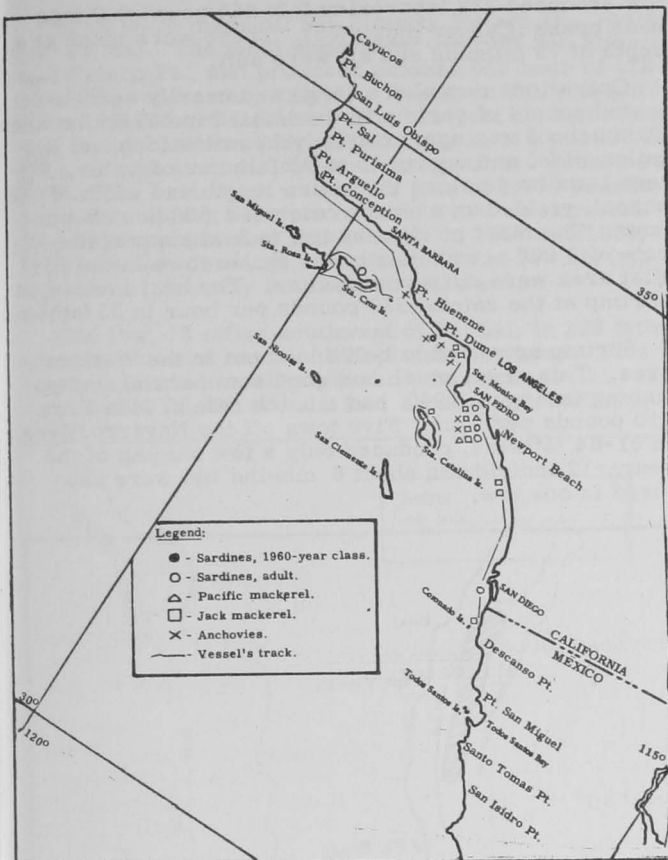 Cayucos
Pt. Buchon
San Luis Obispo
Pt. Sal
Pt. Purisima
Pt. Arguello
Pt. Conception
San Miguel Is.
SANTA BARBARA
Sta. Rosa Is.
Sta. Cruz Is.
Pt. Hueneme
35°
Pt. Dume
LOS ANGELES
San Nicolas Is.
Sta. Monica Bay
SAN PEDRO
Newport Beach
Sta. Catalina Is.
San Clemente Is.
Legend:
- Sardines, 1960-year class.
- Sardines, adult.
- Pacific mackerel.
- Jack mackerel.
- Anchovies.
- Vessel's track.
SAN DIEGO
Coronado Is.
CALIFORNIA
MEXICO
Descanso Pt.
Todos Santos Is.
Pt. San Miguel
Todos Santos Bay
30°
120°
115°
Santo Tomas Pt.
San Isidro Pt.